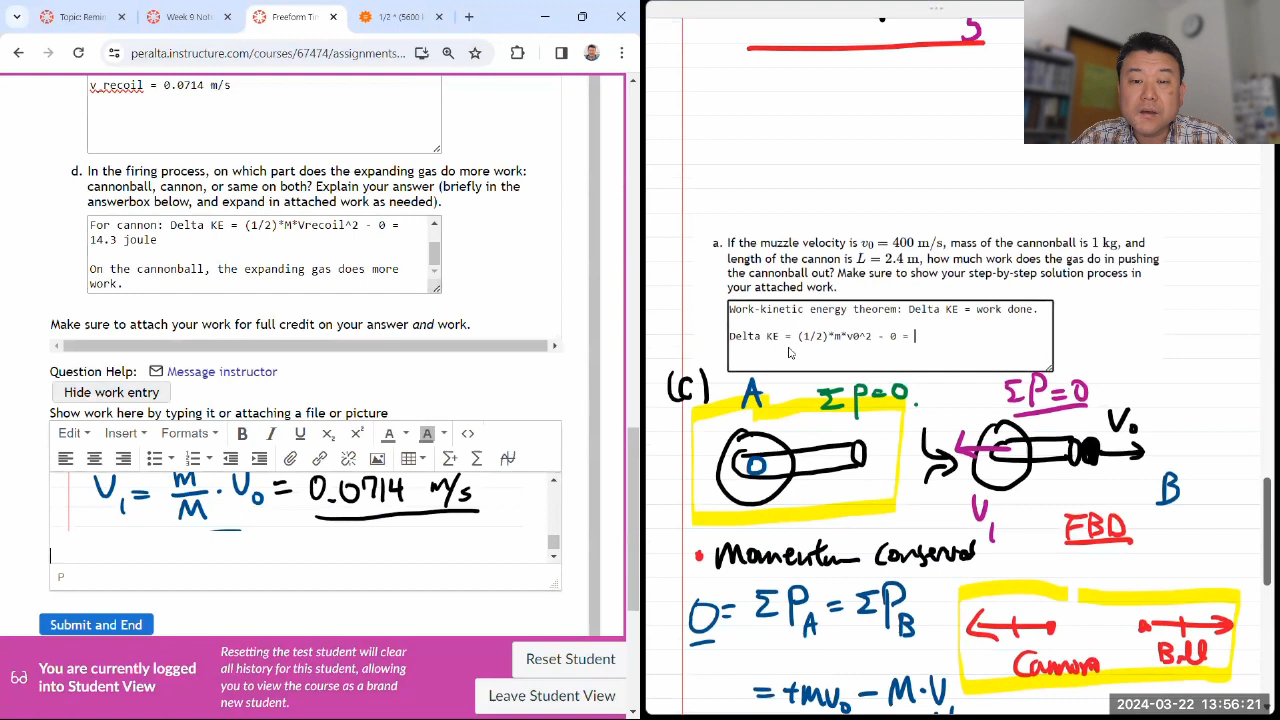 Topic: Remin
Week 9 Not
Freeform Tin
1/2 * (5600
peralta.instructure.com/.../67474/assignments
v_recoil = 0.0714 m/s
d. In the firing process, on which part does the expanding gas do more work:
cannonball, cannon, or same on both? Explain your answer (briefly in the
answerbox below, and expand in attached work as needed).
For cannon: Delta KE = (1/2)*M*Vrecoil^2 - 0 =
14.3 joule
On the cannonball, the expanding gas does more
work.
Make sure to attach your work for full credit on your answer and work.
Question Help: Message instructor
Hide work entry
Show work here by typing it or attaching a file or picture
Edit Insert Formats B I U x² x₂ A A
V₁ = m/M · V₀ = 0.0714 m/s
P
Submit and End
You are currently logged
into Student View
Resetting the test student will clear
all history for this student, allowing
you to view the course as a brand
new student.
Reset Student
Leave Student View
S
a. If the muzzle velocity is v₀ = 400 m/s, mass of the cannonball is 1 kg, and
length of the cannon is L = 2.4 m, how much work does the gas do in pushing
the cannonball out? Make sure to show your step-by-step solution process in
your attached work.
Work-kinetic energy theorem: Delta KE = work done.
Delta KE = (1/2)*m*v0^2 - 0 =
(C) A ΣP=0. ΣP=0
V₀
V₁
B
FBD
• Momentum Conserved
0 = ΣP_A = ΣP_B
Cannon Ball
= +mv₀ - M·V₁
2024-03-22 13:56:21